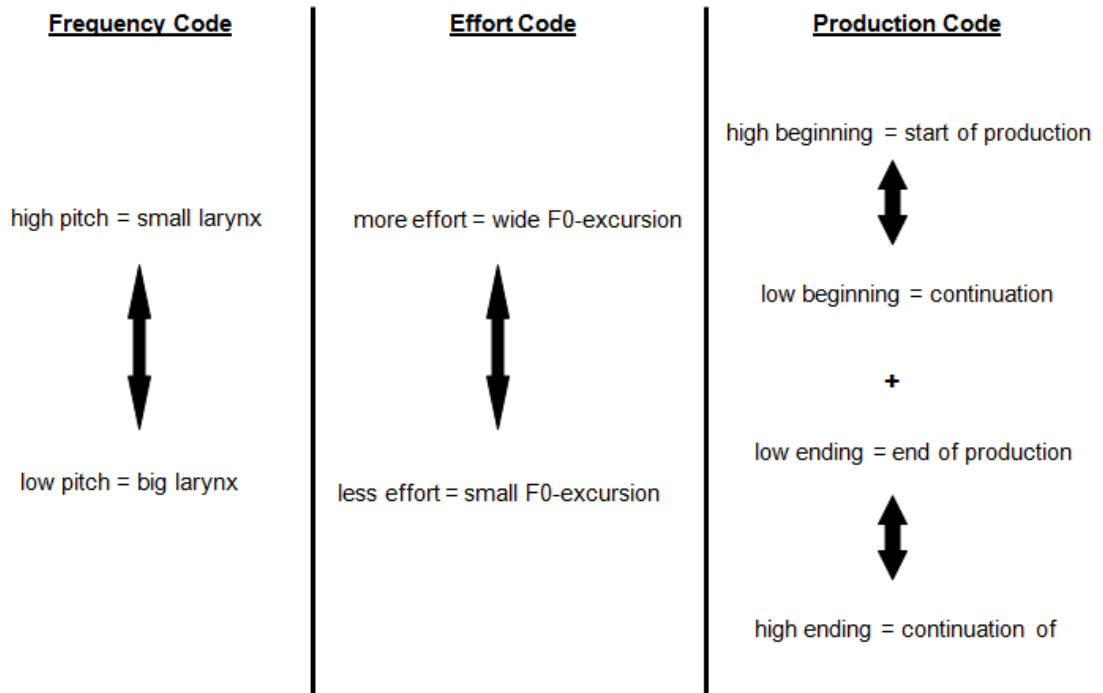 Frequency Code
high pitch = small larynx
low pitch = big larynx
Effort Code
more effort = wide F0-excursion
less effort = small F0-excursion
Production Code
high beginning = start of production
low beginning = continuation
+
low ending = end of production
high ending = continuation of